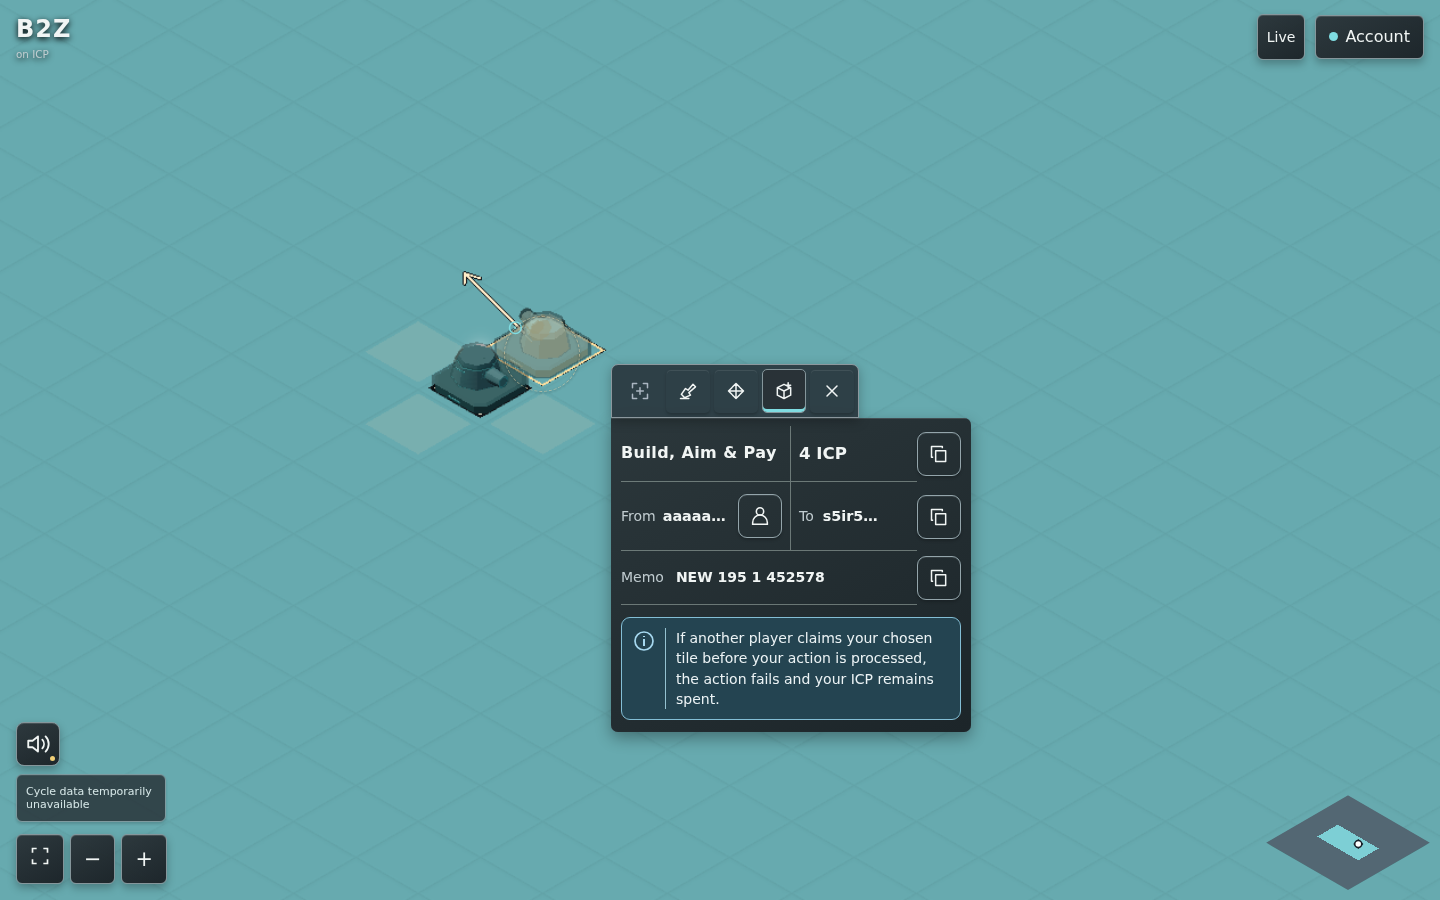 B2Z
on ICP
Live
Account
Build, Aim & Pay
4 ICP
From aaaaa...
To s5ir5...
Memo NEW 195 1 452578
If another player claims your chosen
tile before your action is processed,
the action fails and your ICP remains
spent.
Cycle data temporarily
unavailable